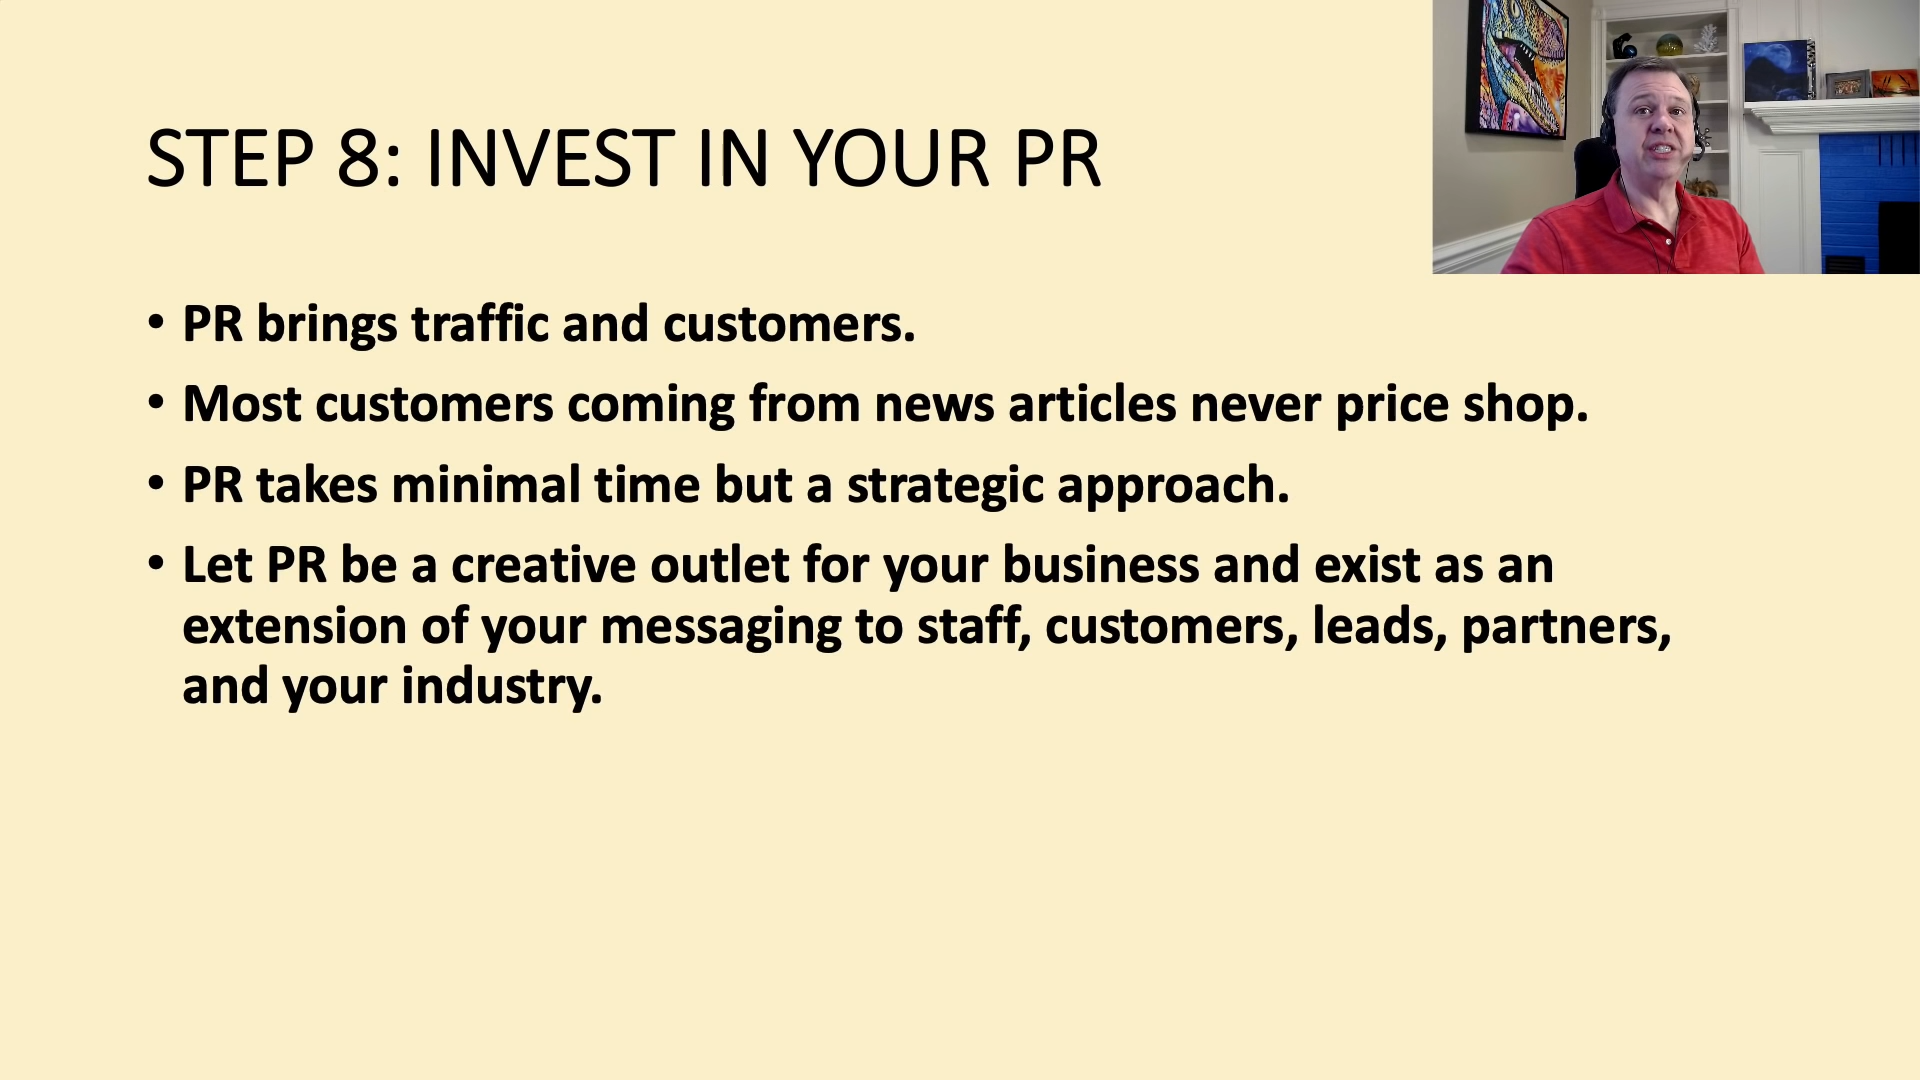 STEP 8: INVEST IN YOUR PR
• PR brings traffic and customers.
• Most customers coming from news articles never price shop.
• PR takes minimal time but a strategic approach.
• Let PR be a creative outlet for your business and exist as an
extension of your messaging to staff, customers, leads, partners,
and your industry.